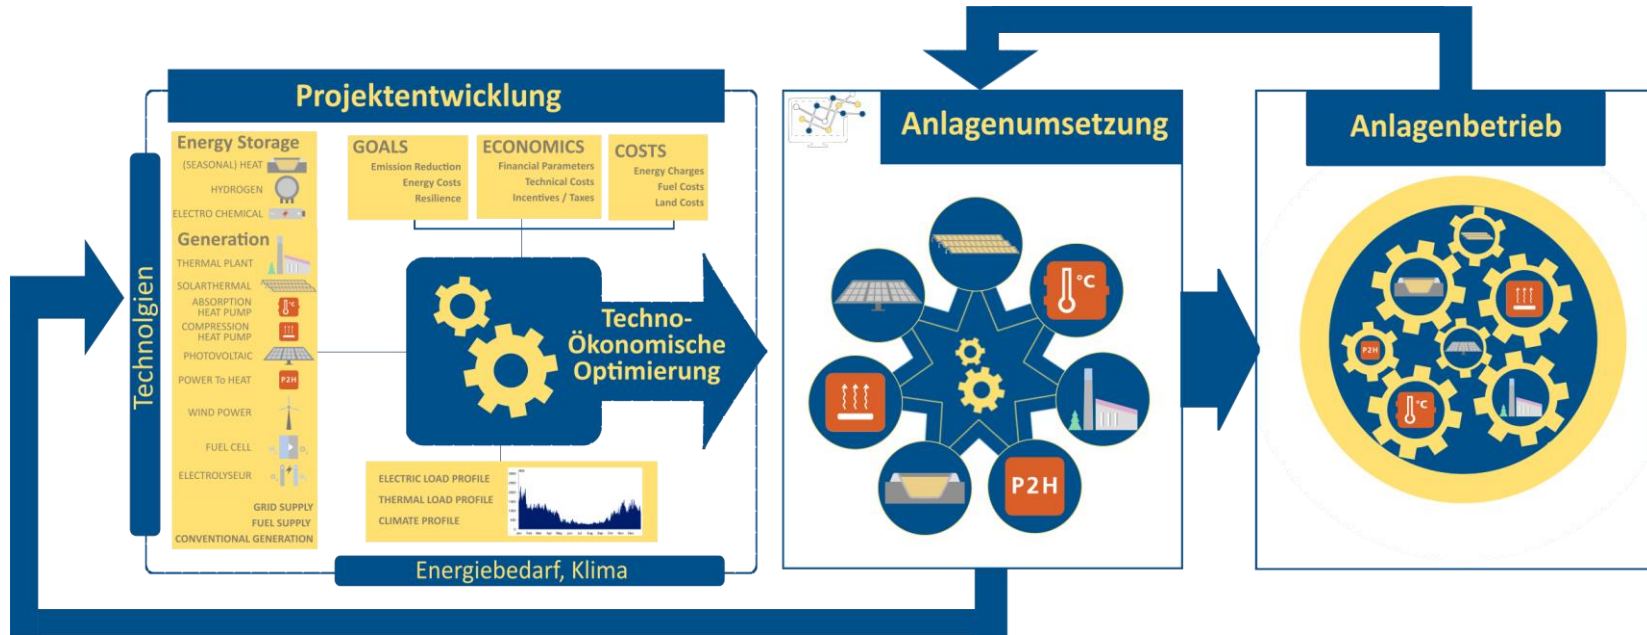 Projektentwicklung
Technolgien
Energy Storage
(SEASONAL) HEAT
HYDROGEN
ELECTRO CHEMICAL
Generation
THERMAL PLANT
SOLARTHERMAL
ABSORPTION
HEAT PUMP
°C
COMPRESSION
HEAT PUMP
PHOTOVOLTAIC
POWER To HEAT
P2H
WIND POWER
FUEL CELL
ELECTROLYSEUR
GRID SUPPLY
FUEL SUPPLY
CONVENTIONAL GENERATION
GOALS
Emission Reduction
Energy Costs
Resilience
ECONOMICS
Financial Parameters
Technical Costs
Incentives / Taxes
COSTS
Energy Charges
Fuel Costs
Land Costs
Techno-
Ökonomische
Optimierung
ELECTRIC LOAD PROFILE
THERMAL LOAD PROFILE
CLIMATE PROFILE
Energiebedarf, Klima
Anlagenumsetzung
°C
P2H
Anlagenbetrieb
P2H
°C